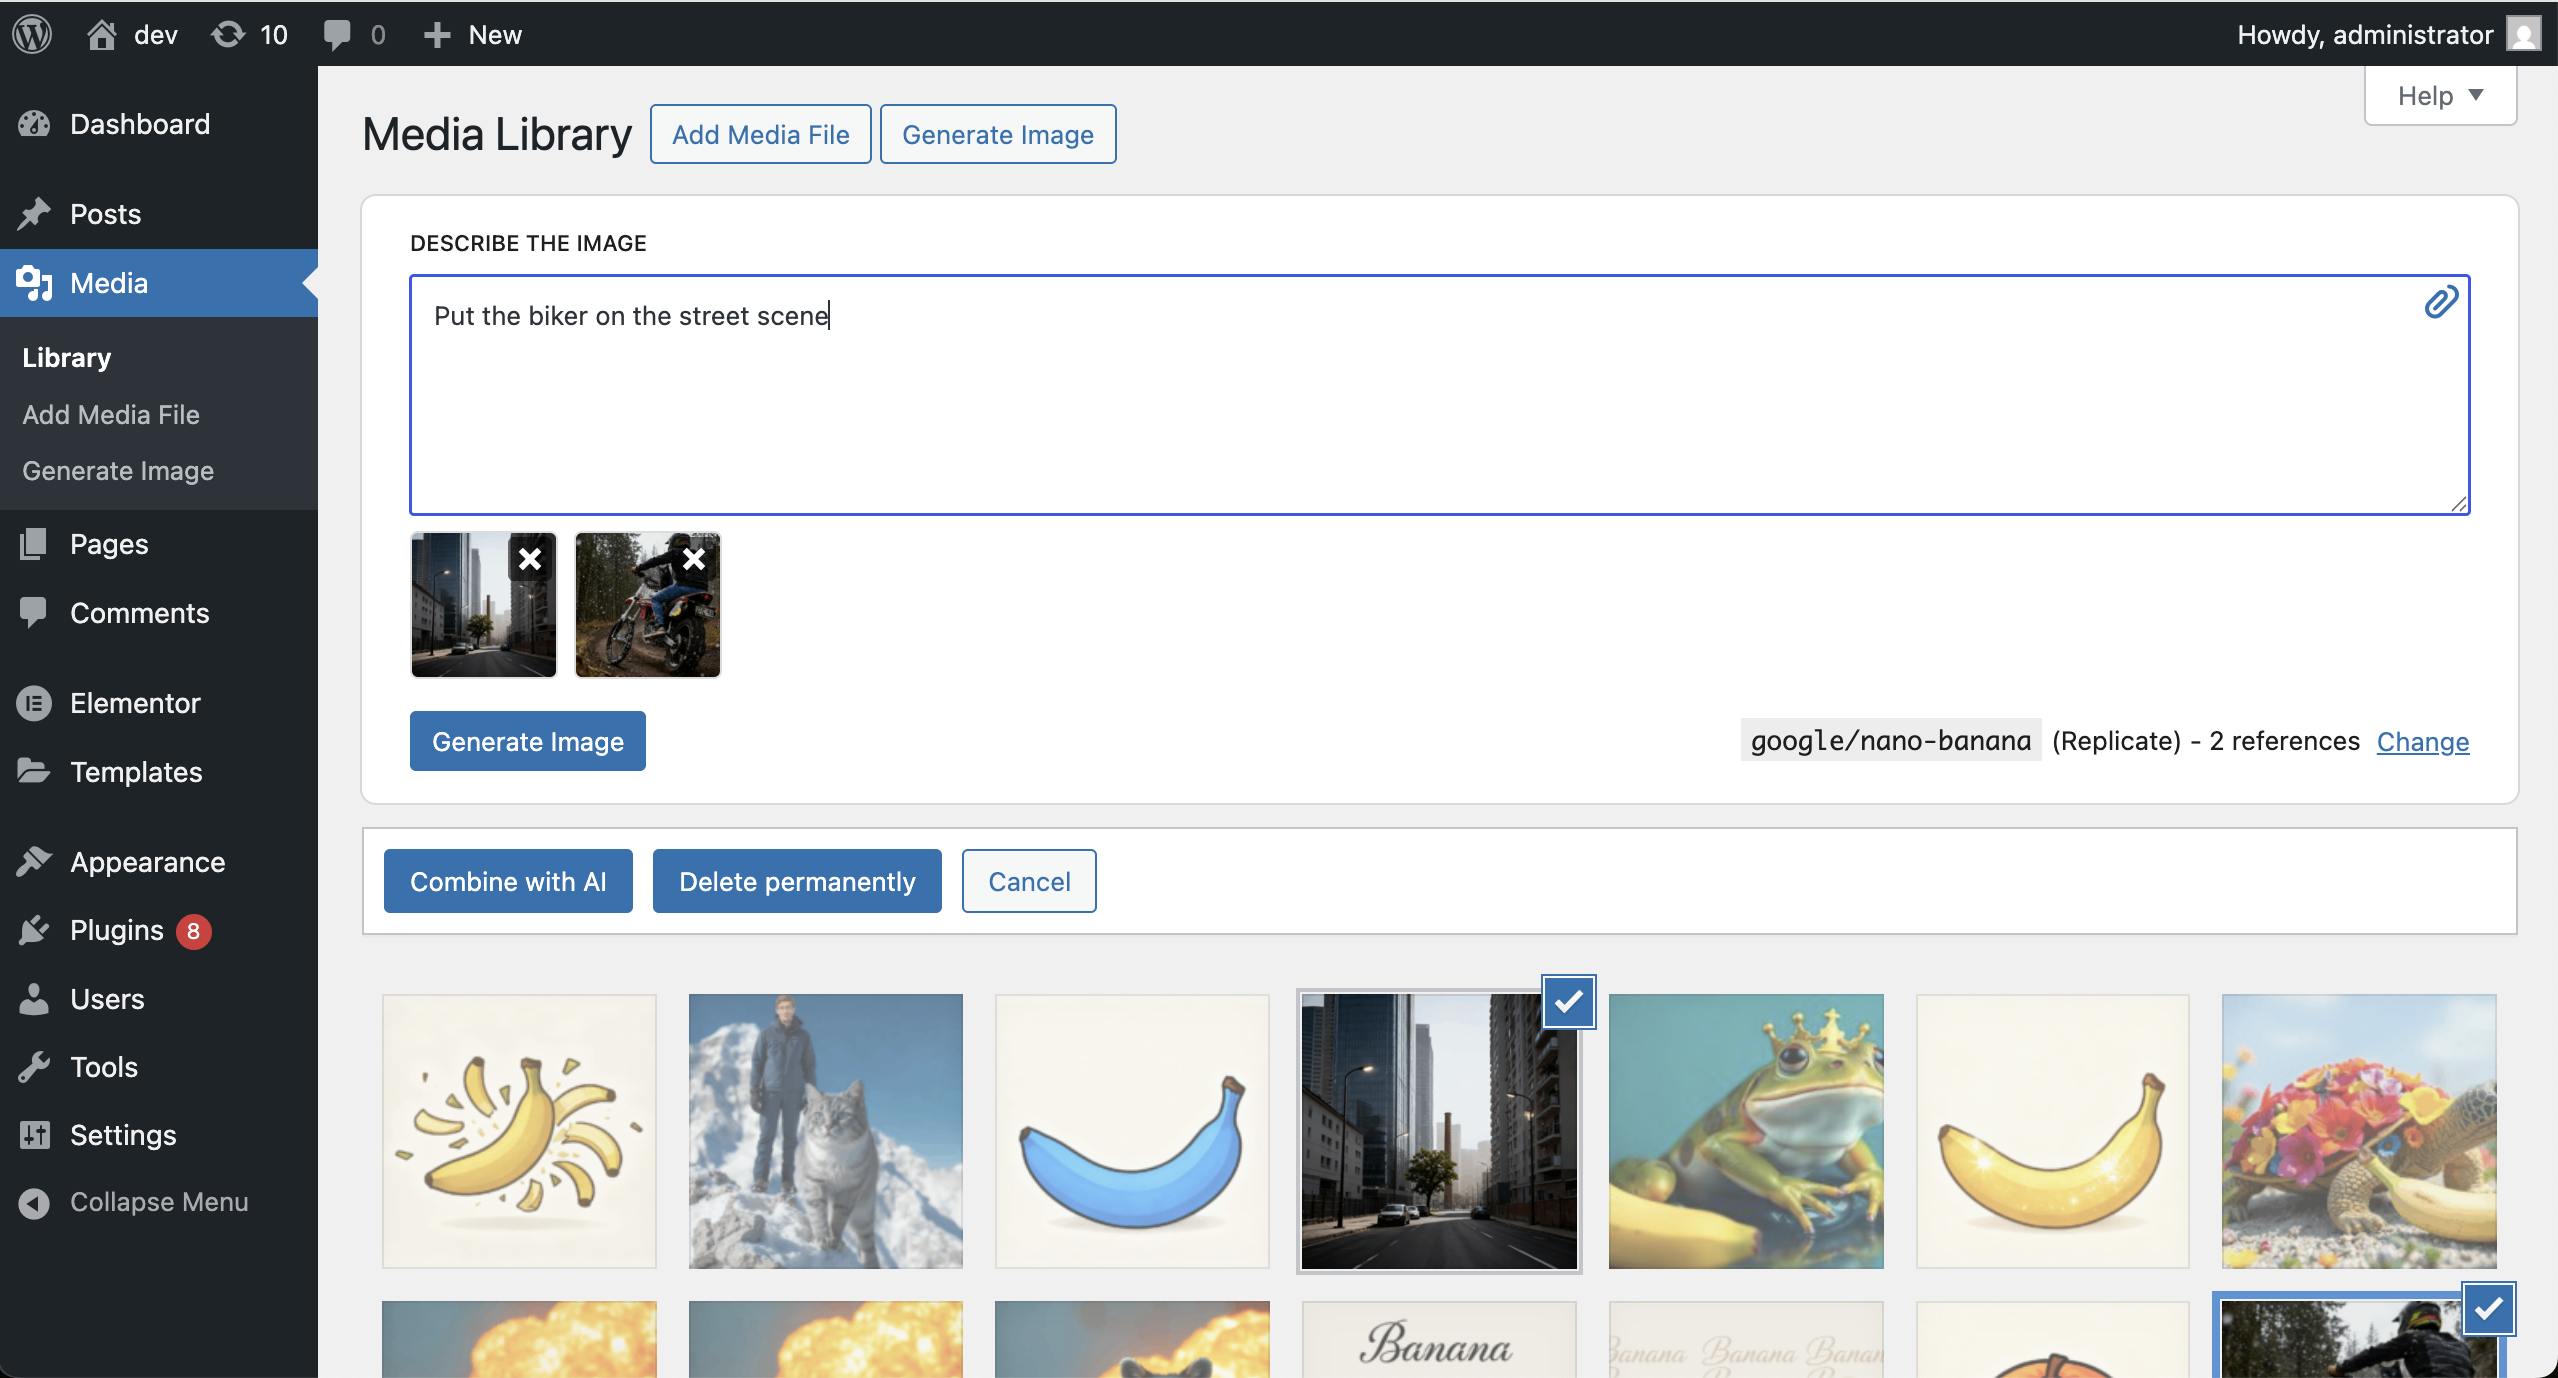 dev
10
0
New
Howdy, administrator
Help
Dashboard
Posts
Media
Library
Add Media File
Generate Image
Pages
Comments
Elementor
Templates
Appearance
Plugins 8
Users
Tools
Settings
Collapse Menu
Media Library
Add Media File
Generate Image
DESCRIBE THE IMAGE
Put the biker on the street scene
Generate Image
google/nano-banana (Replicate) - 2 references Change
Combine with AI
Delete permanently
Cancel
Banana
Banana Banana